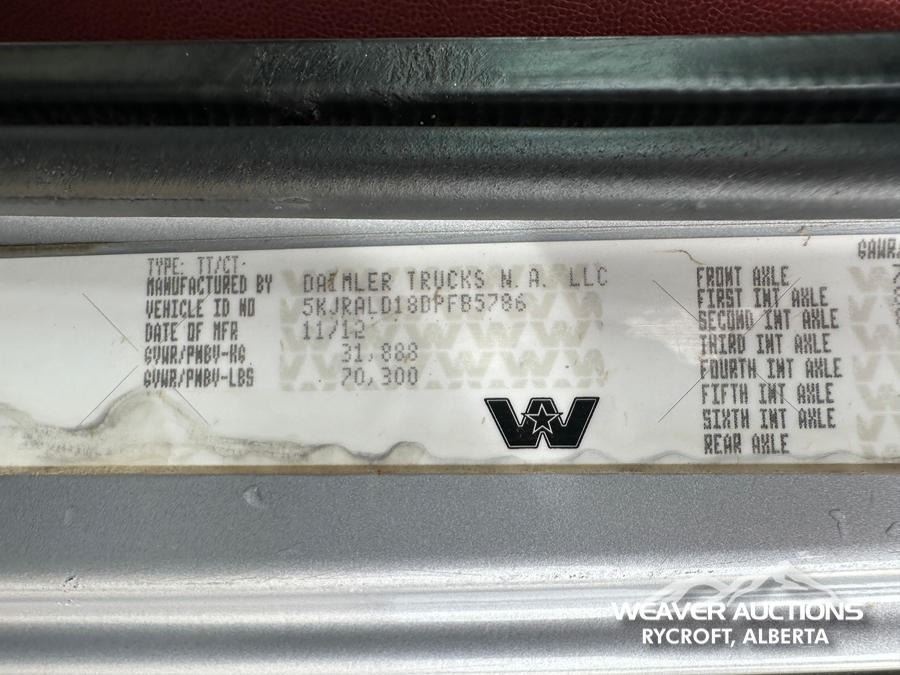 TYPE: TT/CT-
MANUFACTURED BY DAIMLER TRUCKS N.A. LLC
VEHICLE ID NO 5KJRALD18DPFB5786
DATE OF MFR 11/12
GVWR/PNBV-KG 31,888
GVWR/PNBV-LBS 70,300
GAWR/
FRONT AXLE
FIRST INT AXLE
SECOND INT AXLE
THIRD INT AXLE
FOURTH INT AXLE
FIFTH INT AXLE
SIXTH INT AXLE
REAR AXLE
WEAVER AUCTIONS
RYCROFT, ALBERTA